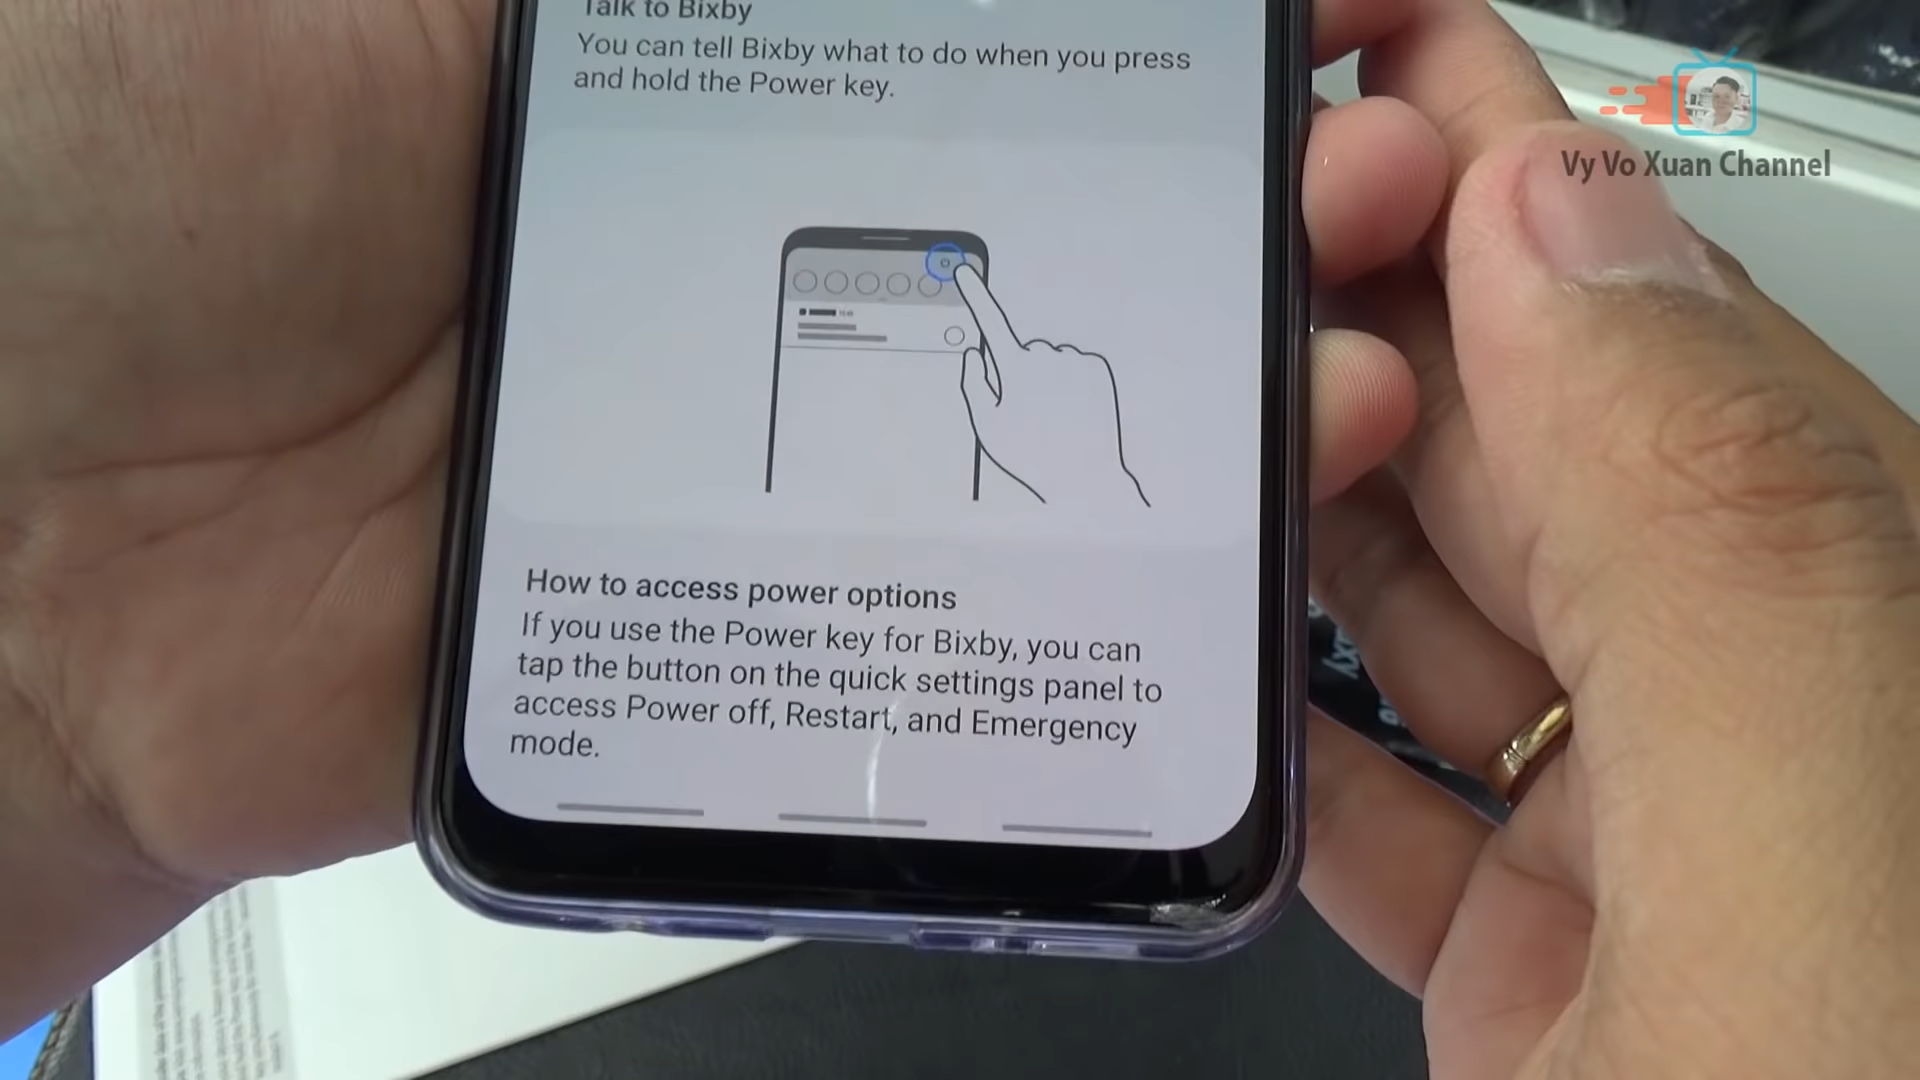 Talk to Bixby
You can tell Bixby what to do when you press
and hold the Power key.
Vy Vo Xuan Channel
How to access power options
If you use the Power key for Bixby, you can
tap the button on the quick settings panel to
access Power off, Restart, and Emergency
mode.